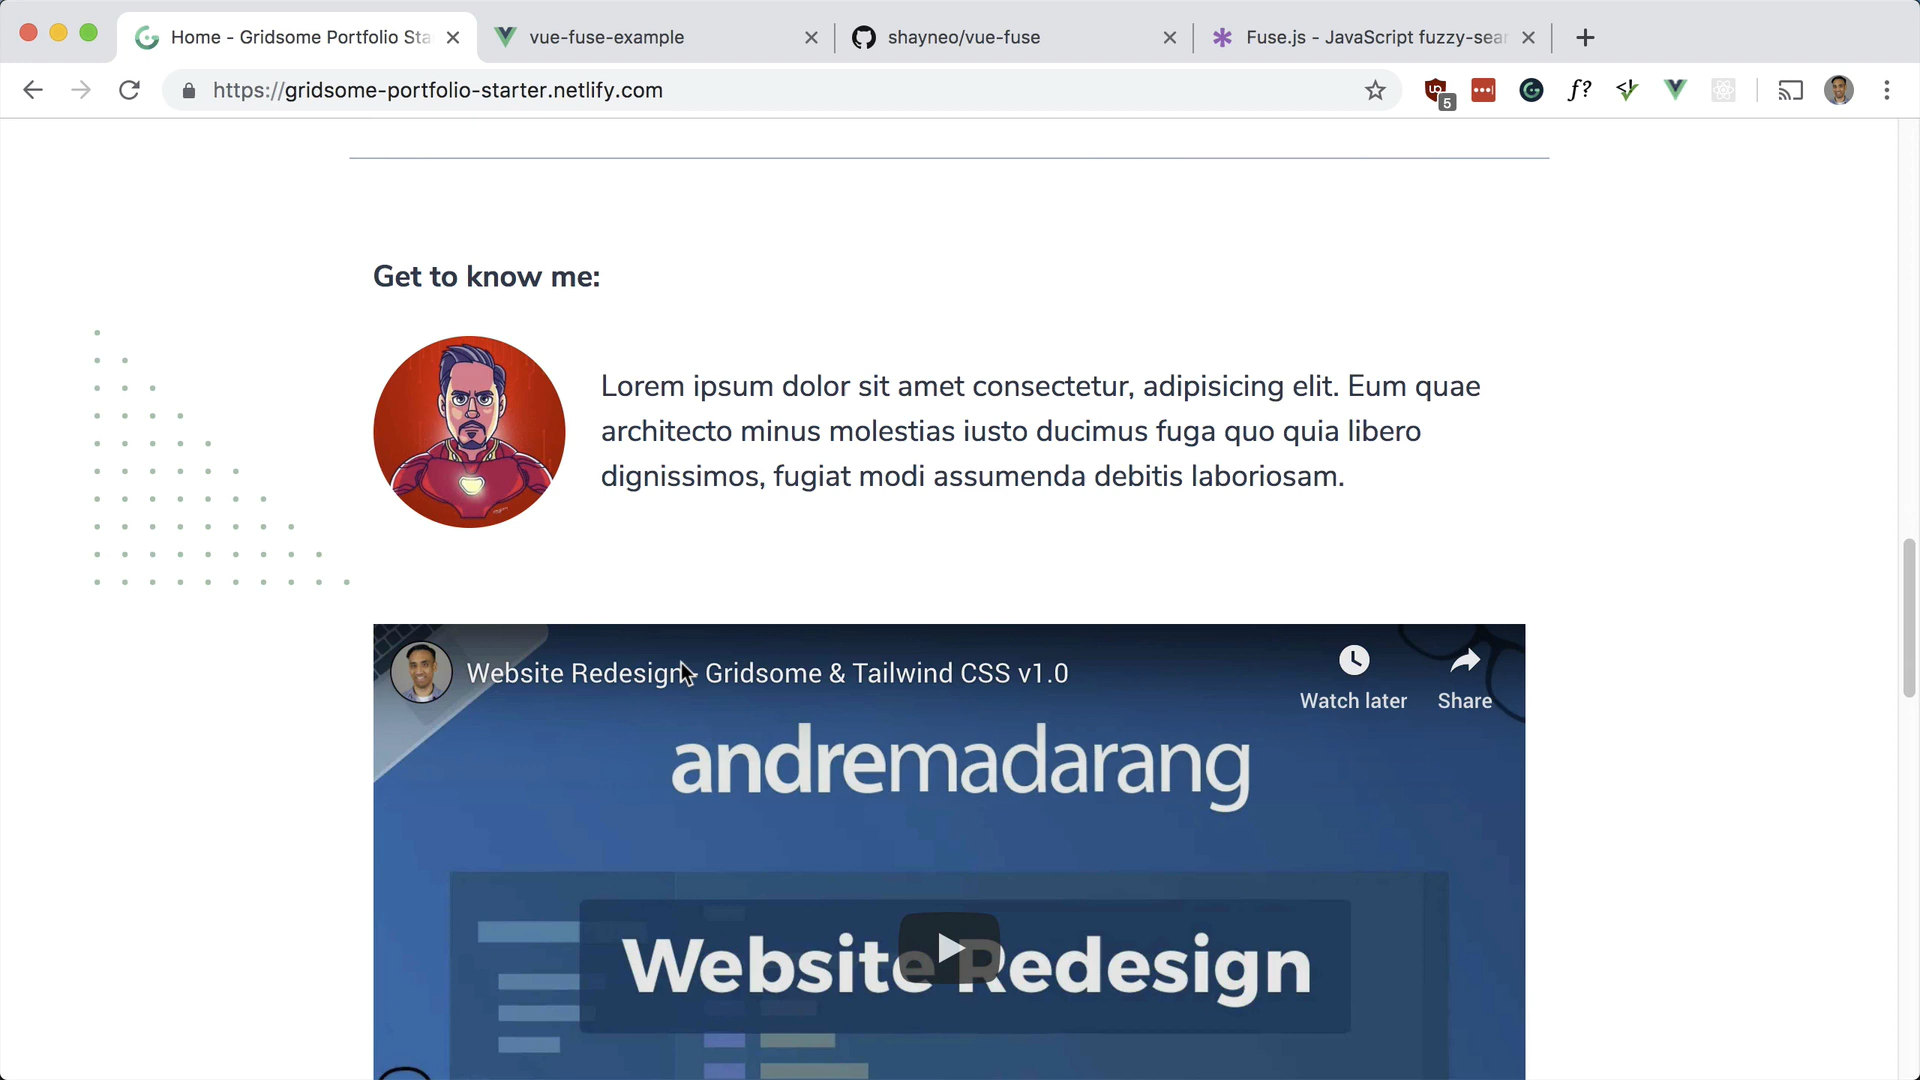 Home - Gridsome Portfolio Sta
vue-fuse-example
shayneo/vue-fuse
Fuse.js - JavaScript fuzzy-sear
https://gridsome-portfolio-starter.netlify.com
5
f?
Get to know me:
Lorem ipsum dolor sit amet consectetur, adipisicing elit. Eum quae
architecto minus molestias iusto ducimus fuga quo quia libero
dignissimos, fugiat modi assumenda debitis laboriosam.
Website Redesign - Gridsome & Tailwind CSS v1.0
Watch later
Share
andremadarang
Website Redesign